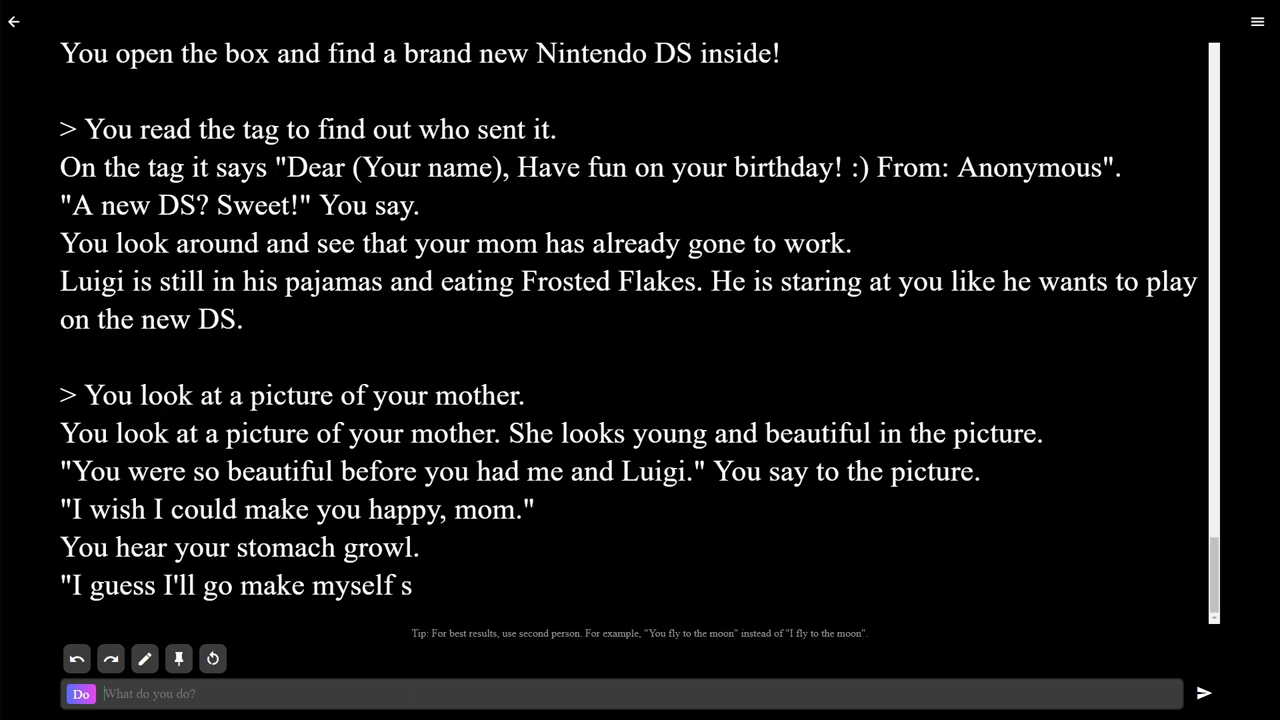 You open the box and find a brand new Nintendo DS inside!
> You read the tag to find out who sent it.
On the tag it says "Dear (Your name), Have fun on your birthday! :) From: Anonymous".
"A new DS? Sweet!" You say.
You look around and see that your mom has already gone to work.
Luigi is still in his pajamas and eating Frosted Flakes. He is staring at you like he wants to play
on the new DS.
> You look at a picture of your mother.
You look at a picture of your mother. She looks young and beautiful in the picture.
"You were so beautiful before you had me and Luigi." You say to the picture.
"I wish I could make you happy, mom."
You hear your stomach growl.
"I guess I'll go make myself s
Tip: For best results, use second person. For example, "You fly to the moon" instead of "I fly to the moon".
Do What do you do?